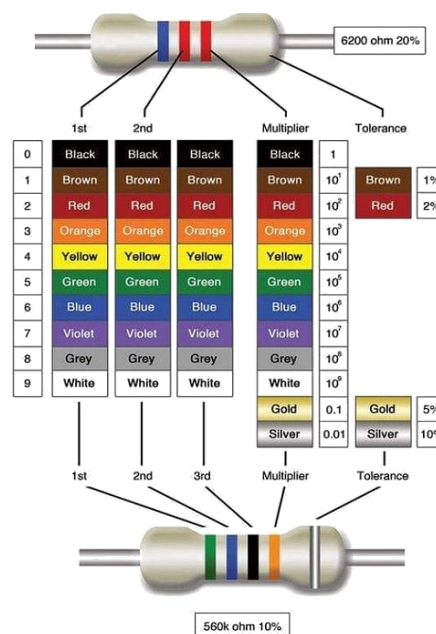 6200 ohm 20%
1st 2nd Multiplier Tolerance
0 Black Black Black Black 1
1 Brown Brown Brown Brown 10¹ Brown 1%
2 Red Red Red Red 10² Red 2%
3 Orange Orange Orange Orange 10³
4 Yellow Yellow Yellow Yellow 10⁴
5 Green Green Green Green 10⁵
6 Blue Blue Blue Blue 10⁶
7 Violet Violet Violet Violet 10⁷
8 Grey Grey Grey Grey 10⁸
9 White White White White 10⁹
Gold 0.1 Gold 5%
Silver 0.01 Silver 10%
1st 2nd 3rd Multiplier Tolerance
560k ohm 10%